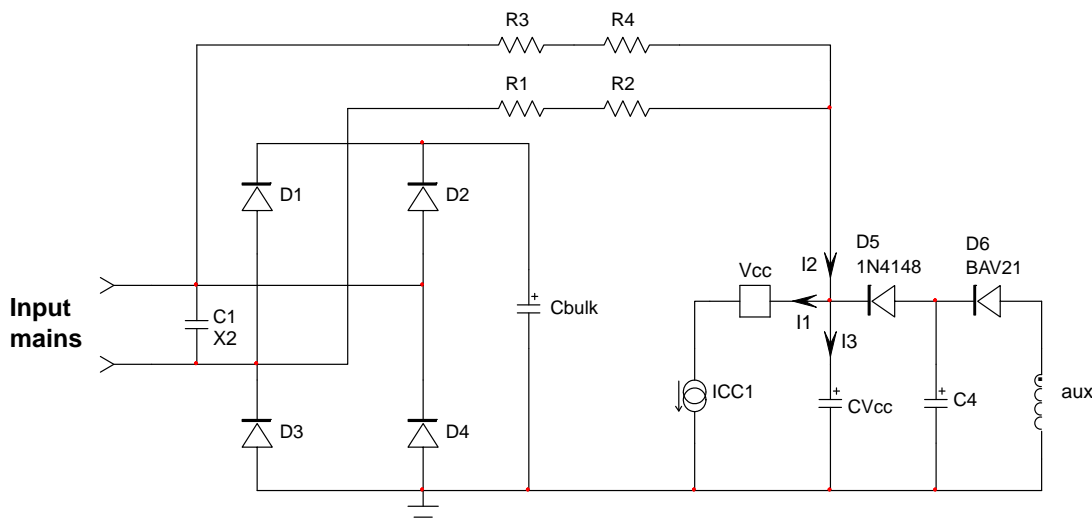 R3 R4
R1 R2
D1 D2
D5 D6
1N4148 BAV21
Vcc I2
Input
mains
C1
X2
Cbulk
I1
I3
ICC1
CVcc
C4
aux
D3 D4